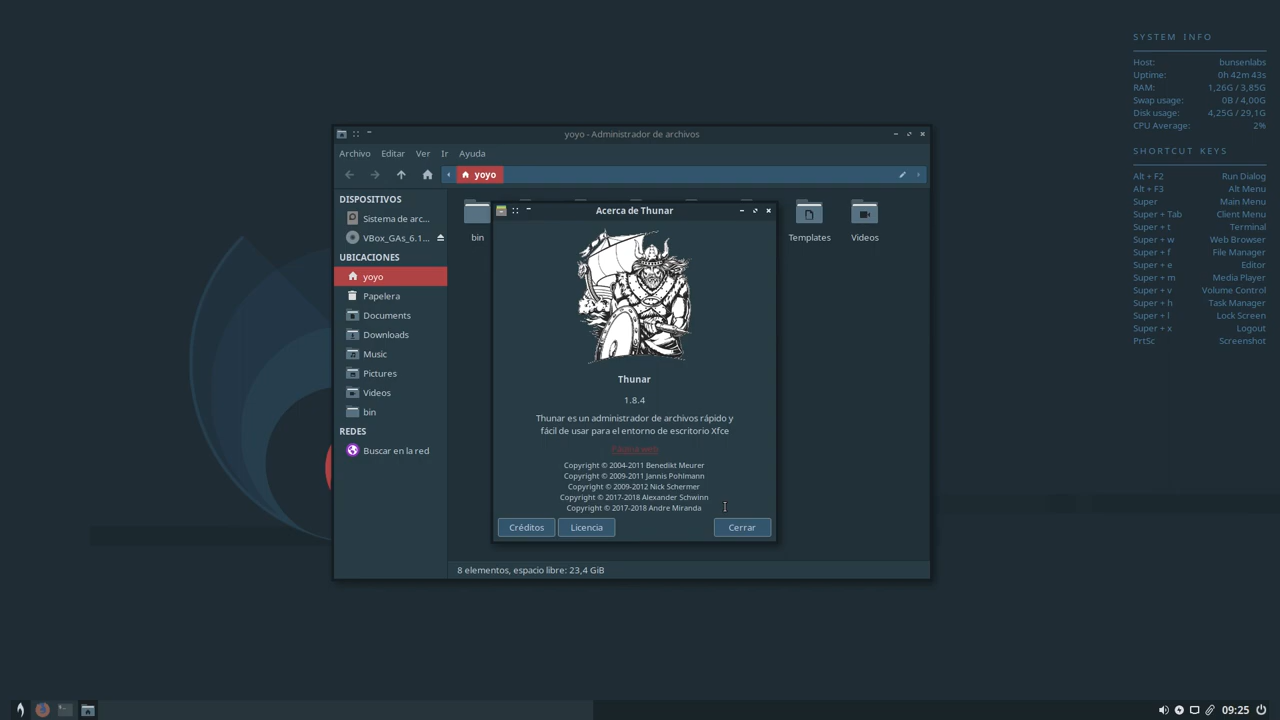 SYSTEM INFO
Host: bunsenlabs
Uptime: 0h 42m 43s
RAM: 1,26G / 3,85G
Swap usage: 0B / 4,00G
Disk usage: 4,25G / 29,1G
CPU Average: 2%
SHORTCUT KEYS
Alt + F2 Run Dialog
Alt + F3 Alt Menu
Super Main Menu
Super + Tab Client Menu
Super + t Terminal
Super + w Web Browser
Super + f File Manager
Super + e Editor
Super + m Media Player
Super + v Volume Control
Super + h Task Manager
Super + l Lock Screen
Super + x Logout
PrtSc Screenshot
yoyo - Administrador de archivos
Archivo Editar Ver Ir Ayuda
yoyo
DISPOSITIVOS
Sistema de arc...
VBox_GAs_6.1...
UBICACIONES
yoyo
Papelera
Documents
Downloads
Music
Pictures
Videos
bin
REDES
Buscar en la red
bin
Templates
Videos
Acerca de Thunar
Thunar
1.8.4
Thunar es un administrador de archivos rápido y
fácil de usar para el entorno de escritorio Xfce
Página web
Copyright © 2004-2011 Benedikt Meurer
Copyright © 2009-2011 Jannis Pohlmann
Copyright © 2009-2012 Nick Schermer
Copyright © 2017-2018 Alexander Schwinn
Copyright © 2017-2018 Andre Miranda
Créditos Licencia Cerrar
8 elementos, espacio libre: 23,4 GiB
09:25